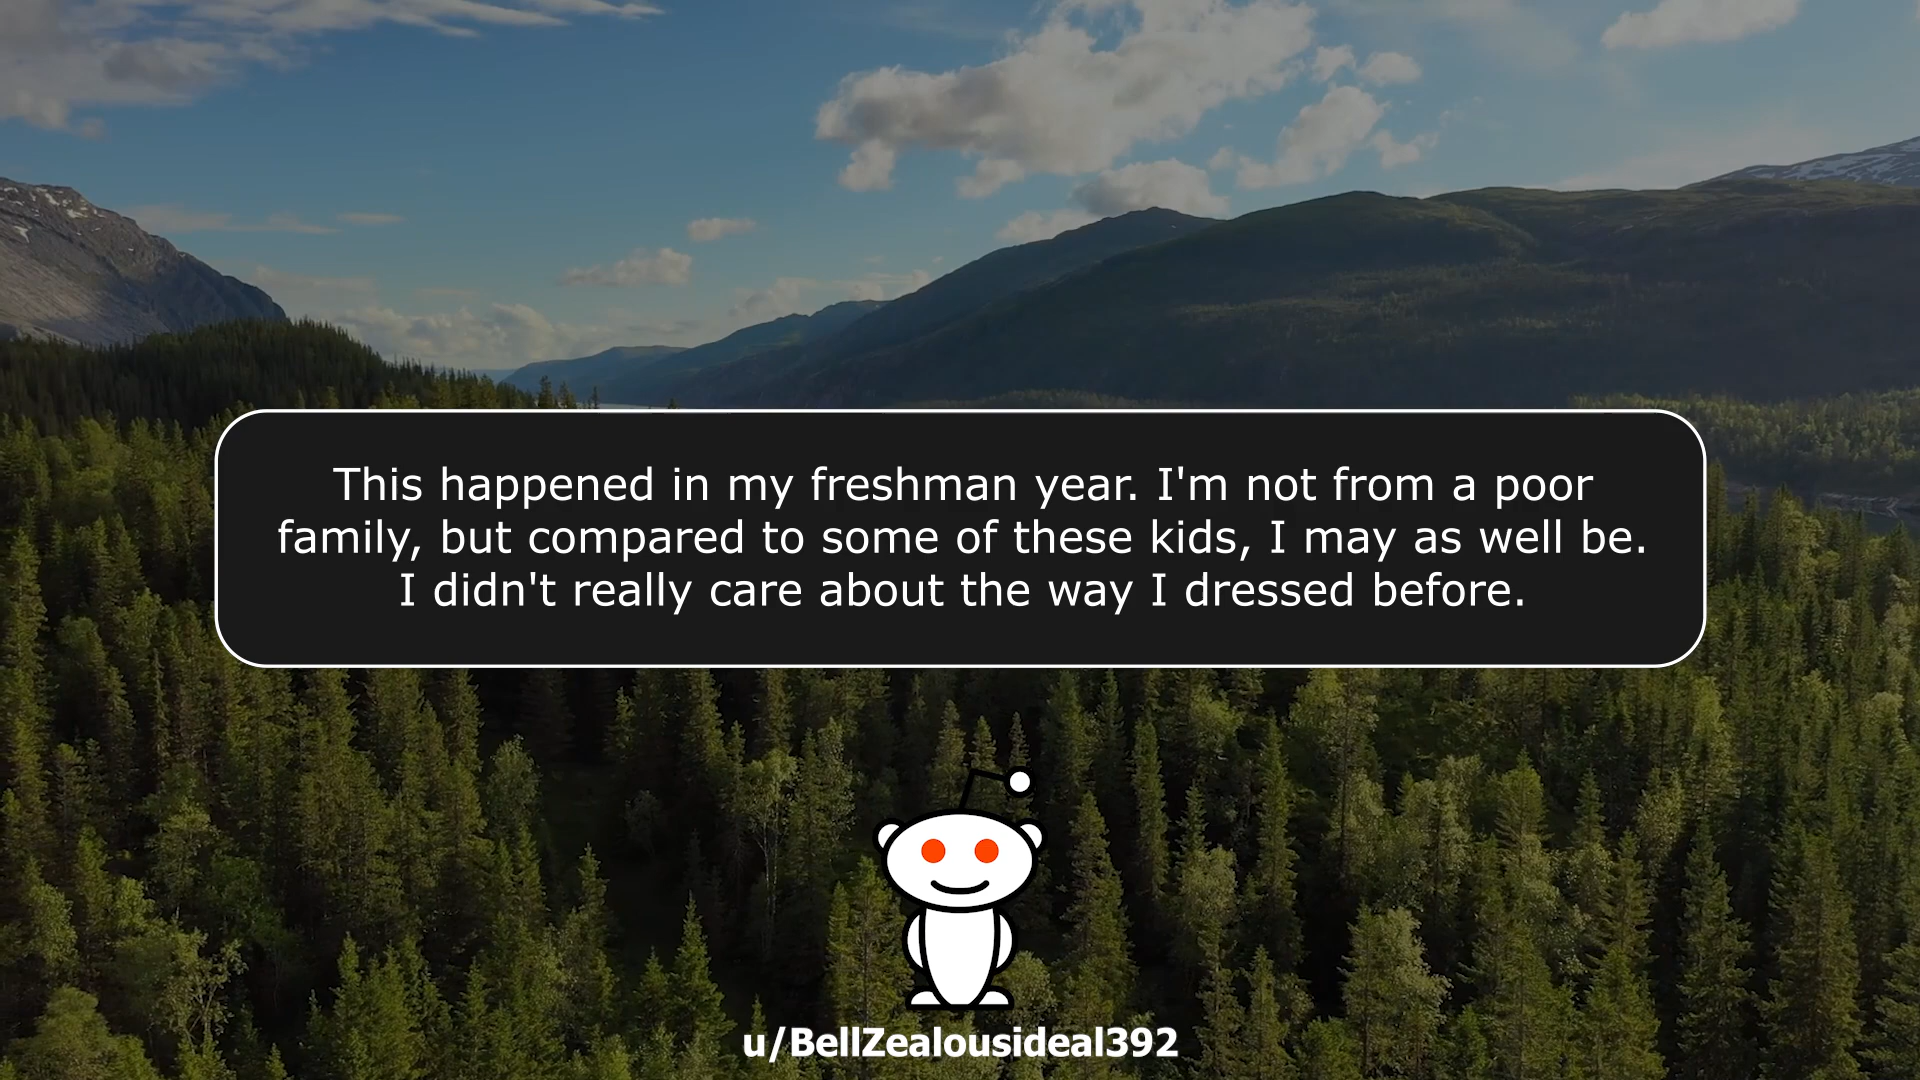 This happened in my freshman year. I'm not from a poor
family, but compared to some of these kids, I may as well be.
I didn't really care about the way I dressed before.
u/BellZealousideal392